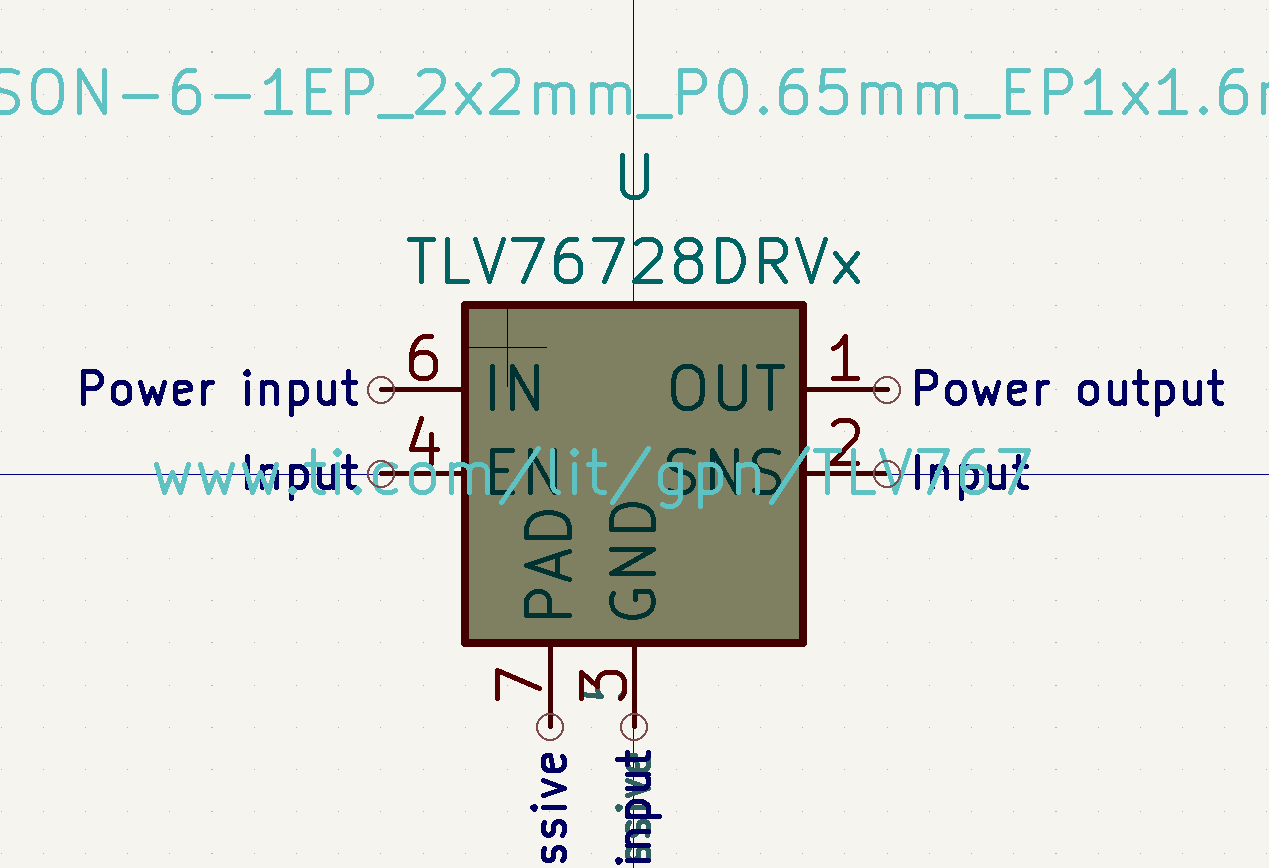 SON-6-1EP_2x2mm_P0.65mm_EP1x1.6
U
TLV76728DRVx
6 1
Power input IN OUT Power output
4 2
Input EN SNS Input
www.ti.com/lit/gpn/TLV767
PAD GND
7 3
ssive input